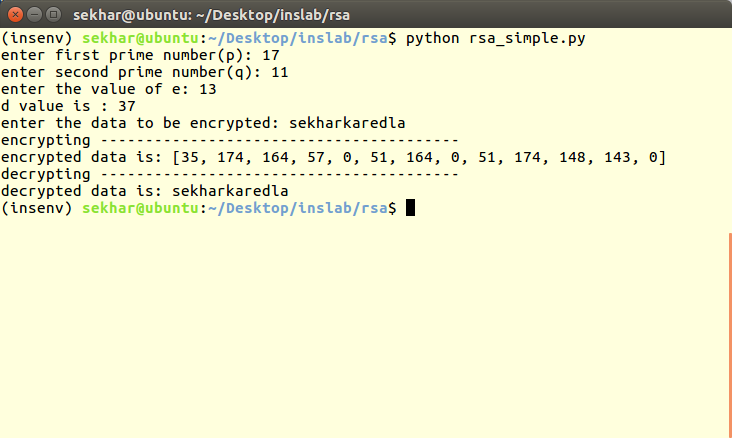 sekhar@ubuntu: ~/Desktop/inslab/rsa
(insenv) sekhar@ubuntu:~/Desktop/inslab/rsa$ python rsa_simple.py
enter first prime number(p): 17
enter second prime number(q): 11
enter the value of e: 13
d value is : 37
enter the data to be encrypted: sekharkaredla
encrypting ----------------------------------------
encrypted data is: [35, 174, 164, 57, 0, 51, 164, 0, 51, 174, 148, 143, 0]
decrypting ----------------------------------------
decrypted data is: sekharkaredla
(insenv) sekhar@ubuntu:~/Desktop/inslab/rsa$